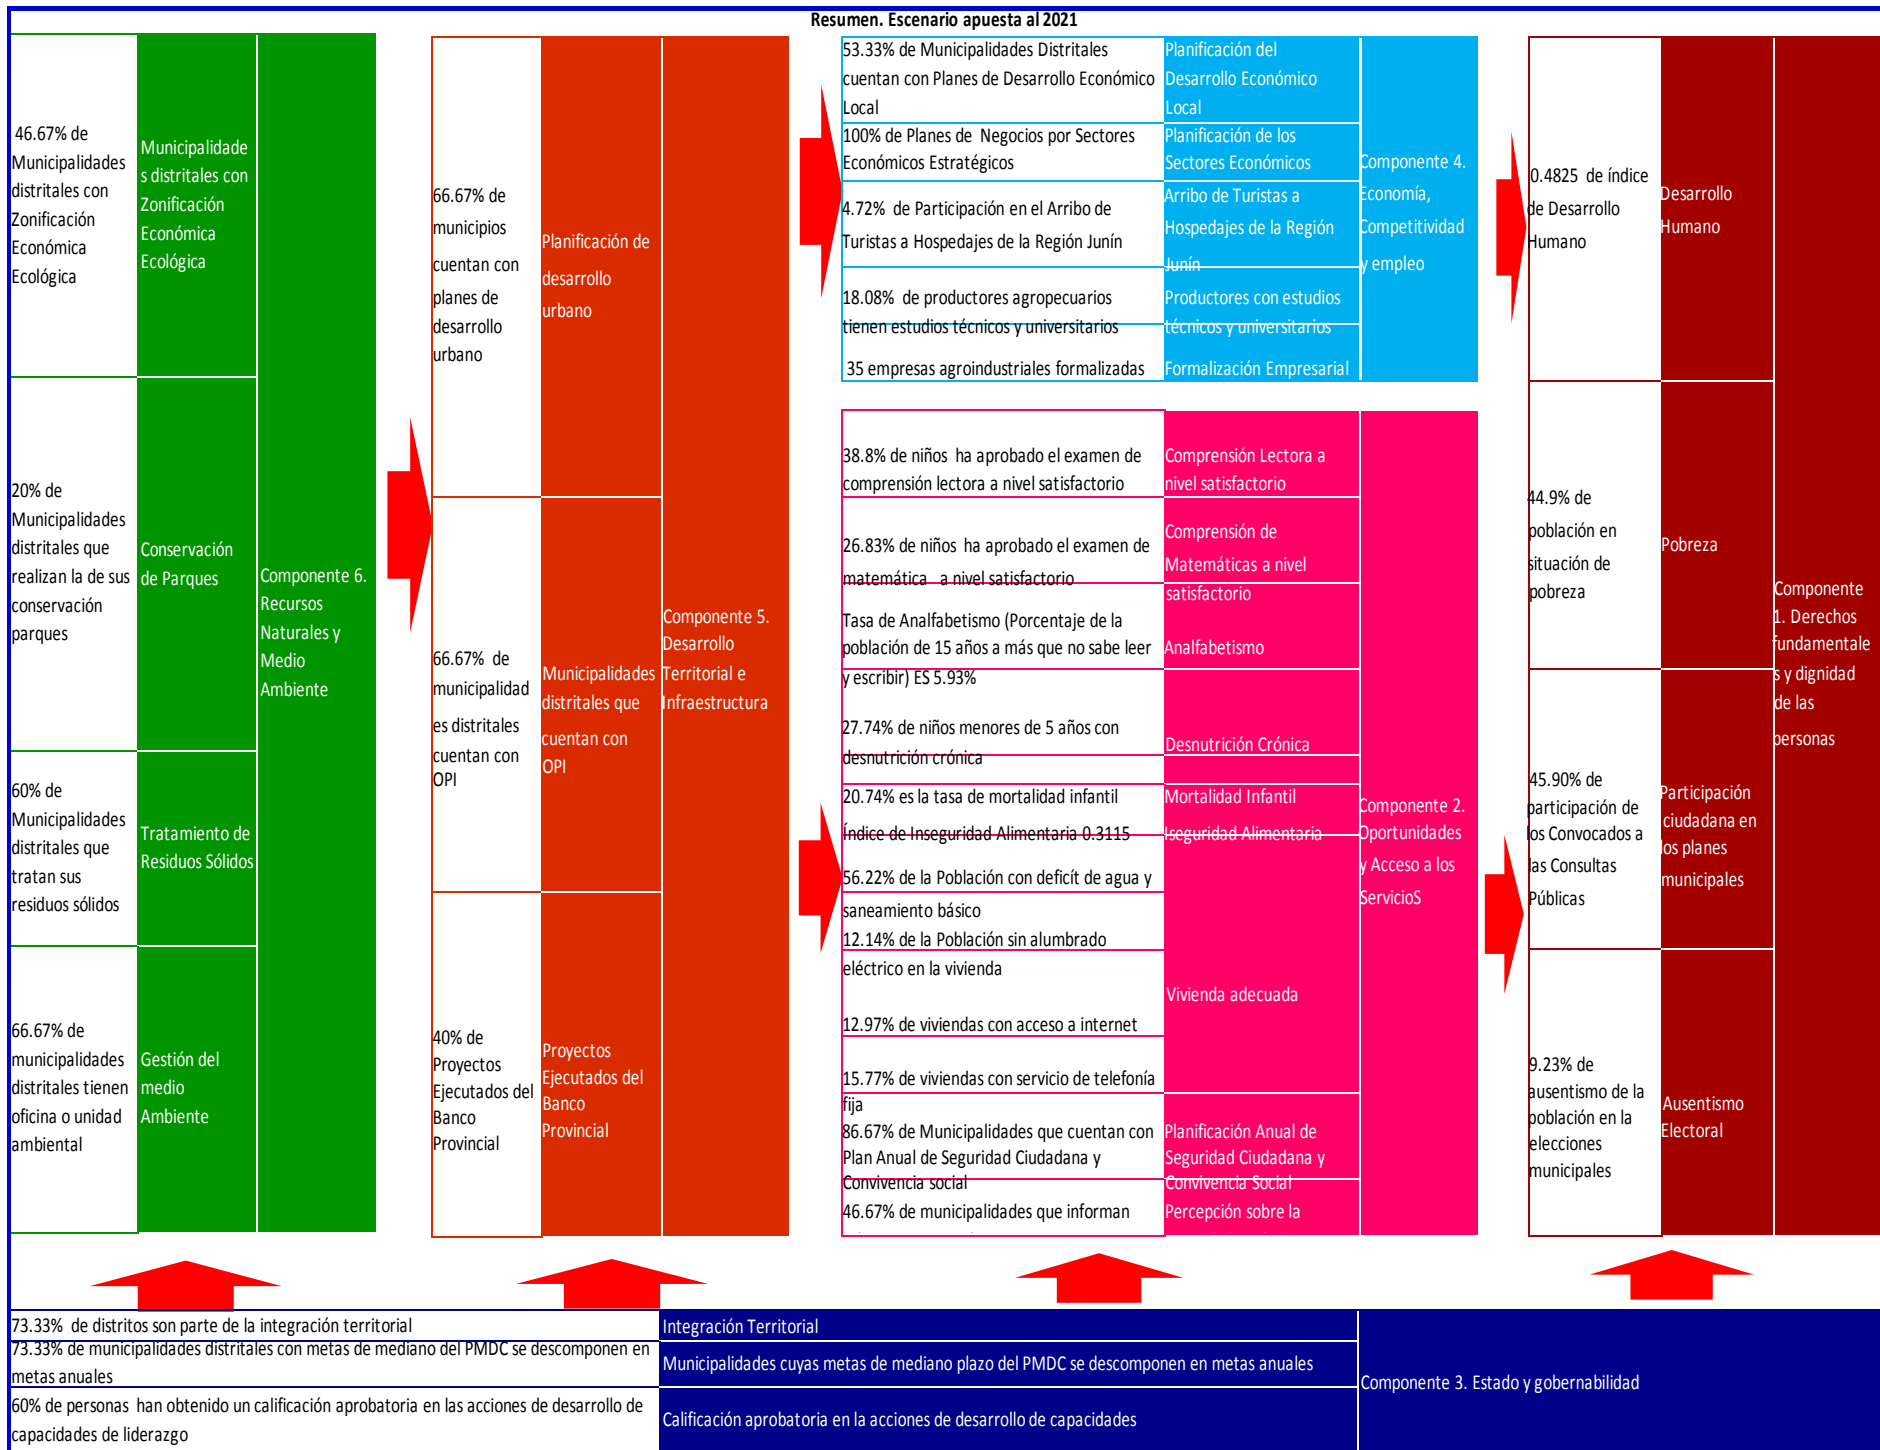 Resumen. Escenario apuesta al 2021
46.67% de
Municipalidades
distritales con
Zonificación
Económica
Ecológica
Municipalidade
s distritales con
Zonificación
Económica
Ecológica
20% de
Municipalidades
distritales que
realizan la de sus
conservación
parques
Conservación
de Parques
60% de
Municipalidades
distritales que
tratan sus
residuos sólidos
Tratamiento de
Residuos Sólidos
66.67% de
municipalidades
distritales tienen
oficina o unidad
ambiental
Gestión del
medio
Ambiente
Componente 6.
Recursos
Naturales y
Medio
Ambiente
66.67% de
municipios
cuentan con
planes de
desarrollo
urbano
Planificación de
desarrollo
urbano
66.67% de
municipalidad
es distritales
cuentan con
OPI
Municipalidades
distritales que
cuentan con
OPI
40% de
Proyectos
Ejecutados del
Banco
Provincial
Proyectos
Ejecutados del
Banco
Provincial
Componente 5.
Desarrollo
Territorial e
Infraestructura
53.33% de Municipalidades Distritales
cuentan con Planes de Desarrollo Económico
Local
Planificación del
Desarrollo Económico
Local
100% de Planes de Negocios por Sectores
Económicos Estratégicos
Planificación de los
Sectores Económicos
4.72% de Participación en el Arribo de
Turistas a Hospedajes de la Región Junín
Arribo de Turistas a
Hospedajes de la Región
Junín
18.08% de productores agropecuarios
tienen estudios técnicos y universitarios
Productores con estudios
técnicos y universitarios
35 empresas agroindustriales formalizadas
Formalización Empresarial
Componente 4.
Economía,
Competitividad
y empleo
38.8% de niños ha aprobado el examen de
comprensión lectora a nivel satisfactorio
Comprensión Lectora a
nivel satisfactorio
26.83% de niños ha aprobado el examen de
matemática a nivel satisfactorio
Comprensión de
Matemáticas a nivel
satisfactorio
Tasa de Analfabetismo (Porcentaje de la
población de 15 años a más que no sabe leer
y escribir) ES 5.93%
Analfabetismo
27.74% de niños menores de 5 años con
desnutrición crónica
Desnutrición Crónica
20.74% es la tasa de mortalidad infantil
Mortalidad Infantil
Índice de Inseguridad Alimentaria 0.3115
Iseguridad Alimentaria
56.22% de la Población con deficít de agua y
saneamiento básico
12.14% de la Población sin alumbrado
eléctrico en la vivienda
12.97% de viviendas con acceso a internet
15.77% de viviendas con servicio de telefonía
fija
Vivienda adecuada
86.67% de Municipalidades que cuentan con
Plan Anual de Seguridad Ciudadana y
Convivencia social
Planificación Anual de
Seguridad Ciudadana y
Convivencia Social
46.67% de municipalidades que informan
Percepción sobre la
Componente 2.
Oportunidades
y Acceso a los
ServicioS
0.4825 de índice
de Desarrollo
Humano
Desarrollo
Humano
44.9% de
población en
situación de
pobreza
Pobreza
45.90% de
participación de
los Convocados a
las Consultas
Públicas
Participación
ciudadana en
los planes
municipales
9.23% de
ausentismo de la
población en la
elecciones
municipales
Ausentismo
Electoral
Componente
1. Derechos
fundamentale
s y dignidad
de las
personas
73.33% de distritos son parte de la integración territorial
Integración Territorial
73.33% de municipalidades distritales con metas de mediano del PMDC se descomponen en
metas anuales
Municipalidades cuyas metas de mediano plazo del PMDC se descomponen en metas anuales
60% de personas han obtenido un calificación aprobatoria en las acciones de desarrollo de
capacidades de liderazgo
Calificación aprobatoria en la acciones de desarrollo de capacidades
Componente 3. Estado y gobernabilidad